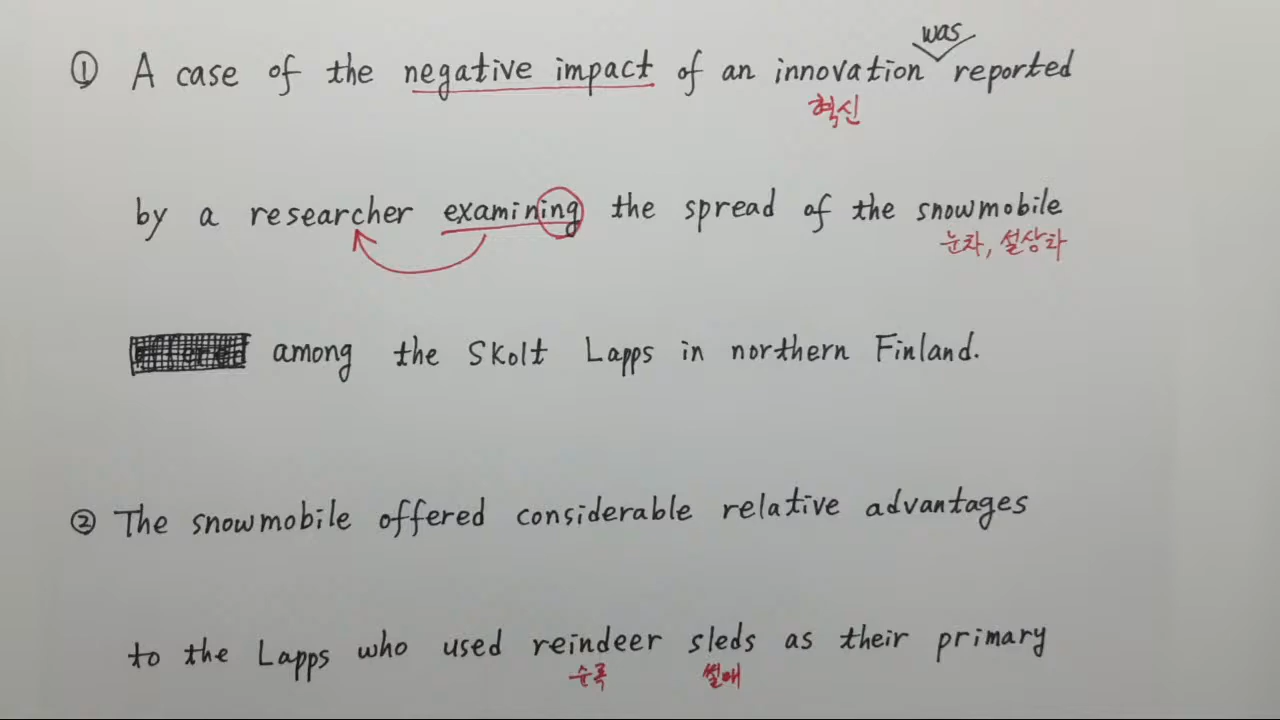 was
① A case of the negative impact of an innovation reported
혁신
by a researcher examining the spread of the snowmobile
눈차, 설상차
among the Skolt Lapps in northern Finland.
② The snowmobile offered considerable relative advantages
to the Lapps who used reindeer sleds as their primary
순록 썰매